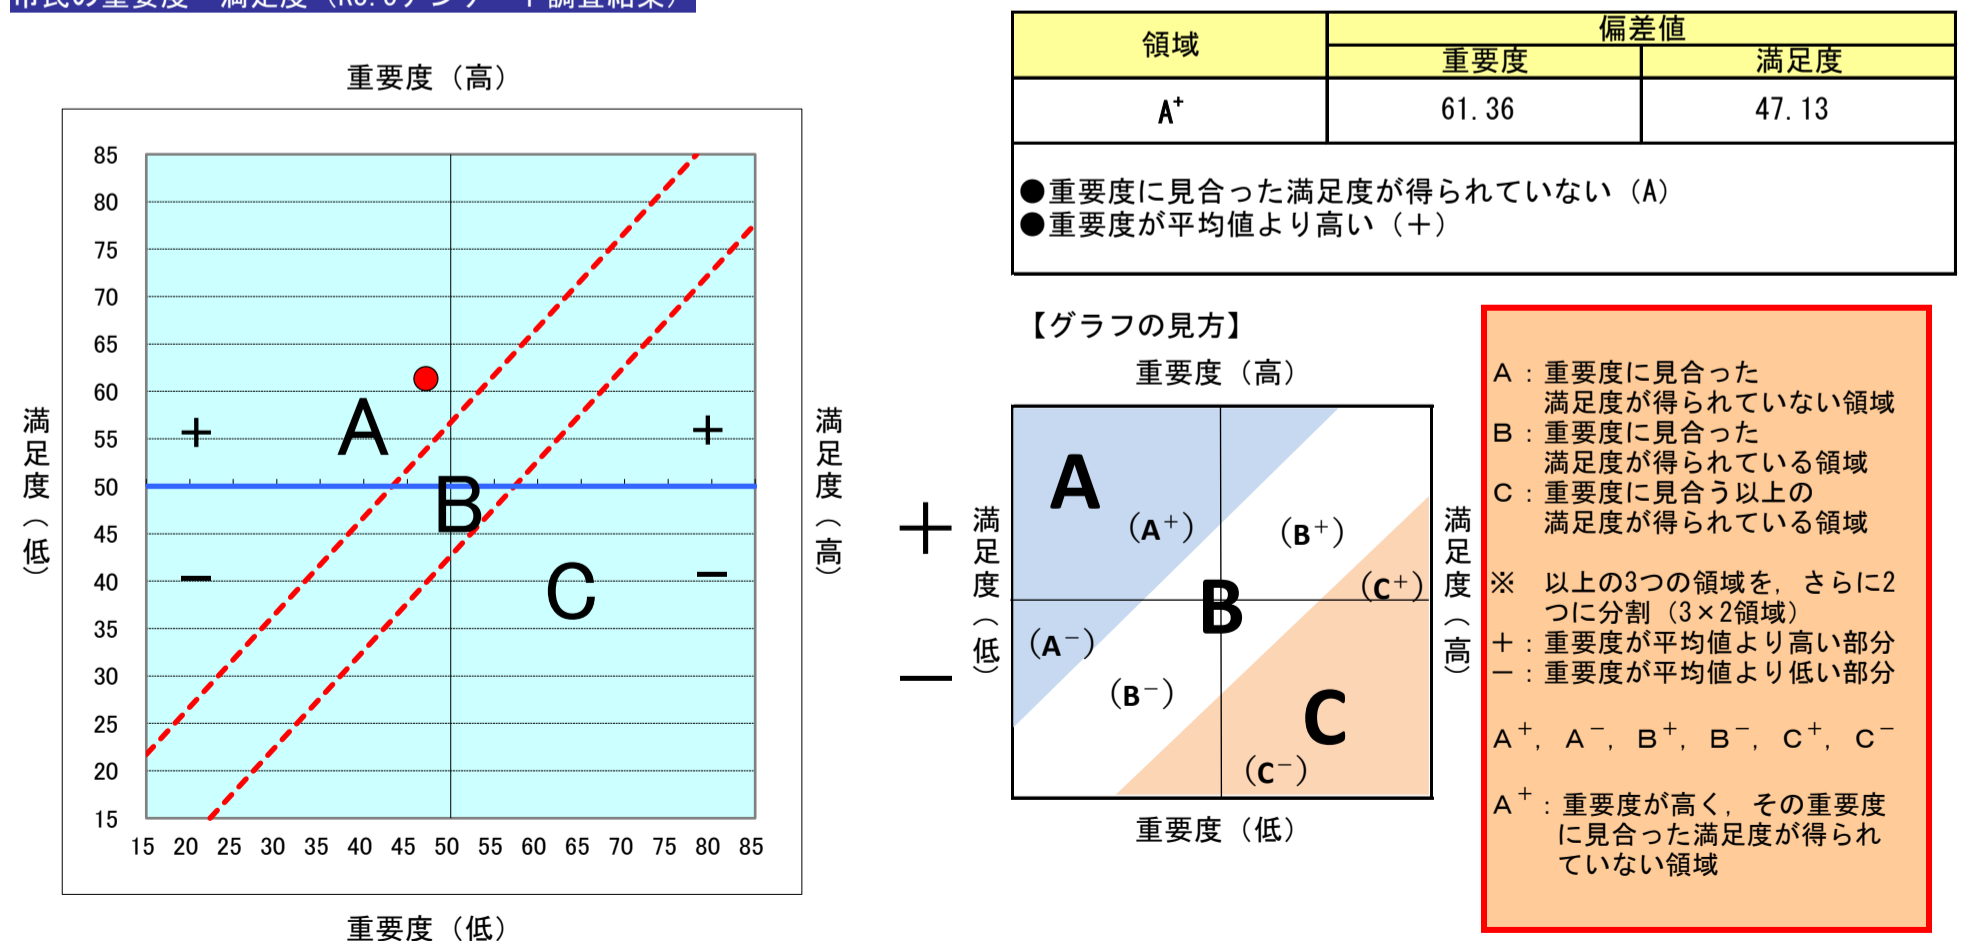 重要度（高）
85
80
75
70
65
60
55
50
45
40
35
30
25
20
15
15 20 25 30 35 40 45 50 55 60 65 70 75 80 85
満足度（低）
満足度（高）
＋
＋
A
B
－
－
C
重要度（低）
領域
偏差値
重要度
満足度
A⁺
61.36
47.13
●重要度に見合った満足度が得られていない（A）
●重要度が平均値より高い（＋）
【グラフの見方】
重要度（高）
＋
－
満足度（低）
満足度（高）
A
(A⁺)
(B⁺)
(C⁺)
B
(A⁻)
(B⁻)
C
(C⁻)
重要度（低）
Ａ：重要度に見合った
満足度が得られていない領域
Ｂ：重要度に見合った
満足度が得られている領域
Ｃ：重要度に見合う以上の
満足度が得られている領域
※　以上の3つの領域を，さらに2
つに分割（3×2領域）
＋：重要度が平均値より高い部分
－：重要度が平均値より低い部分
Ａ⁺，Ａ⁻，Ｂ⁺，Ｂ⁻，Ｃ⁺，Ｃ⁻
Ａ⁺：重要度が高く，その重要度
に見合った満足度が得られ
ていない領域